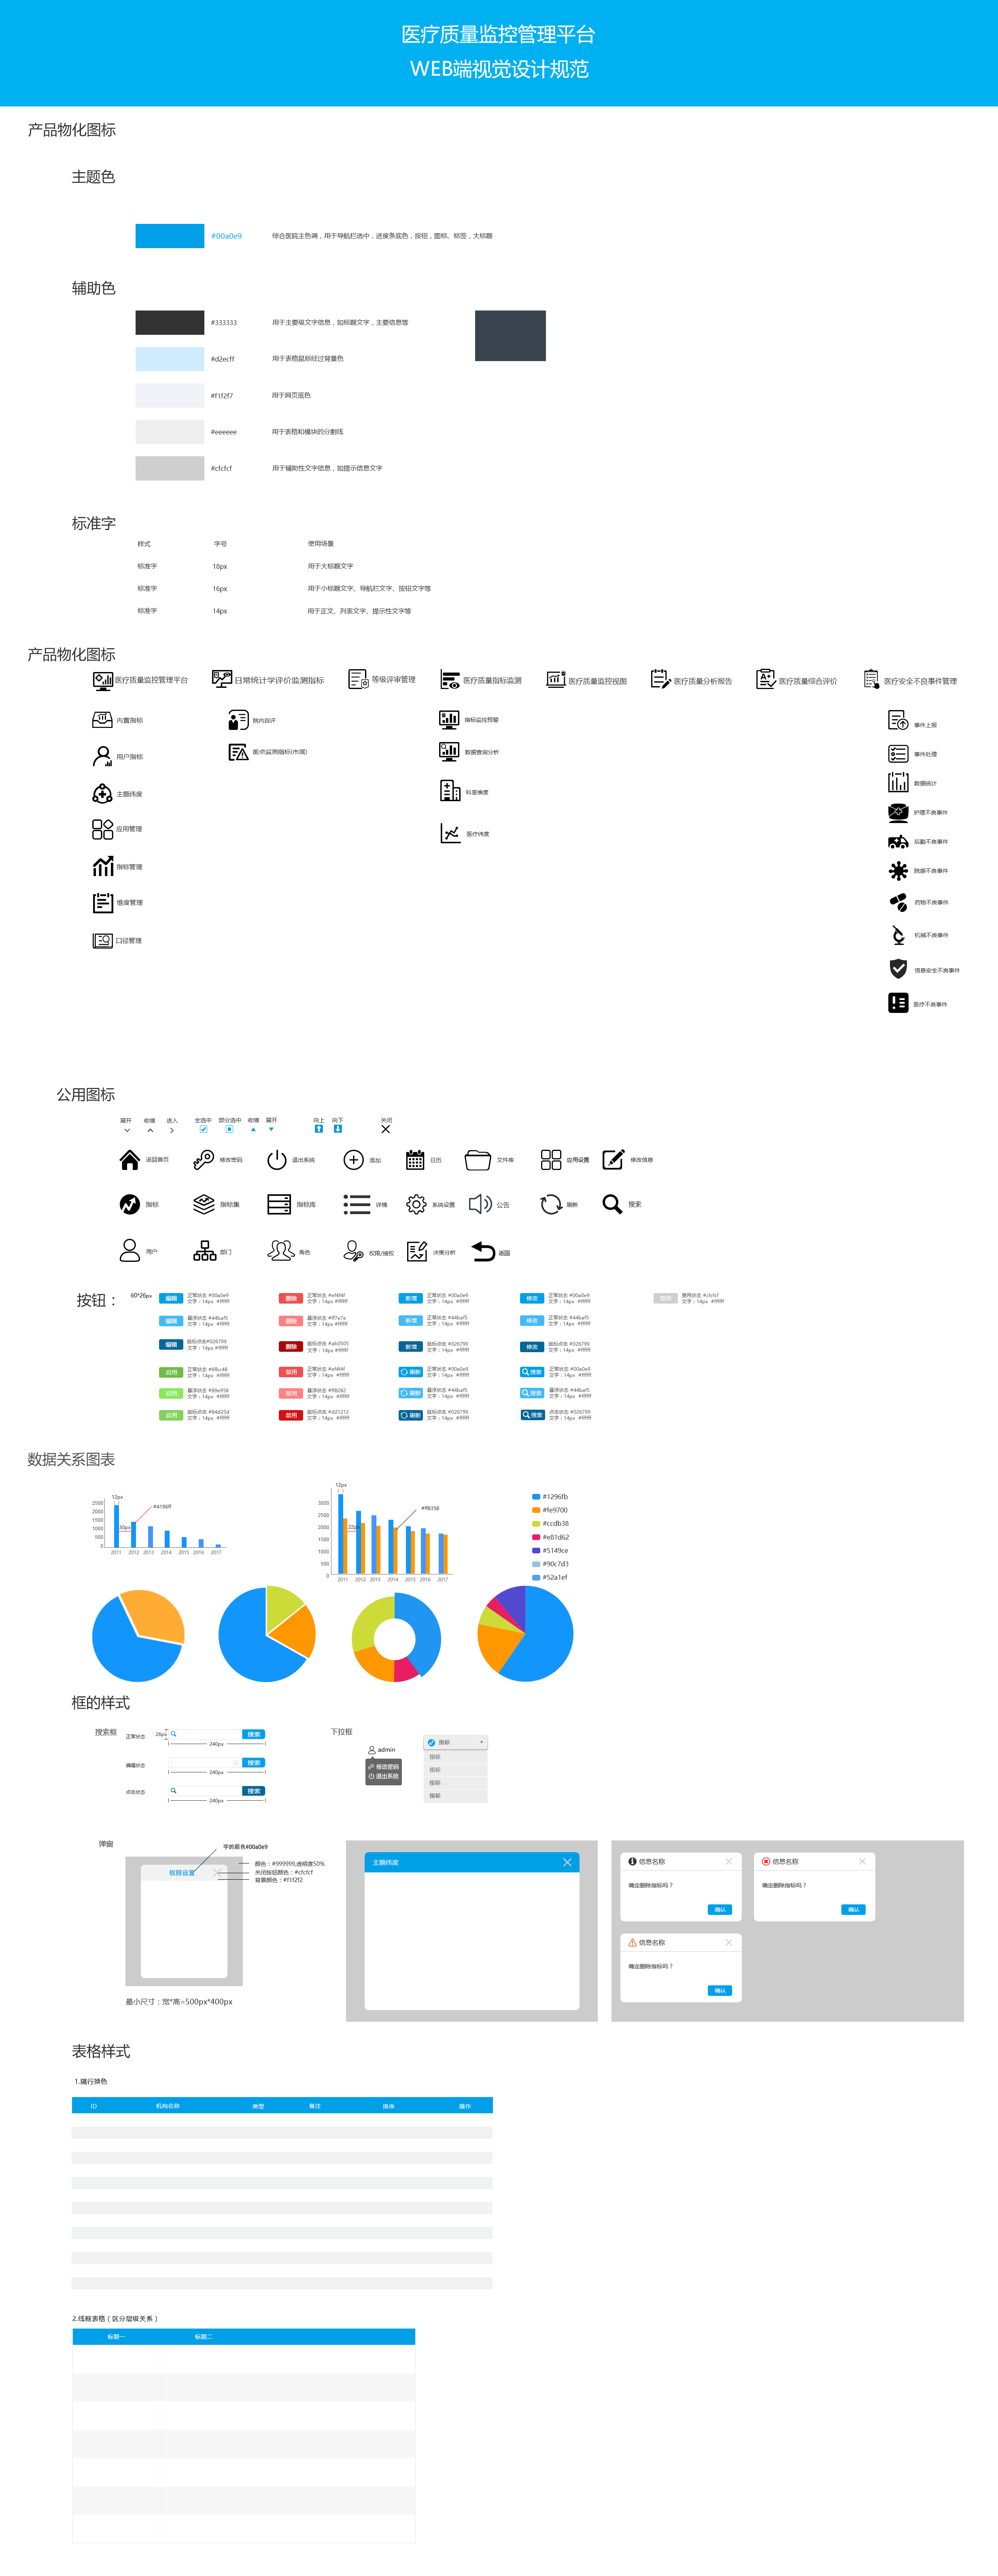 医疗质量监控管理平台
WEB端视觉设计规范
产品物化图标
主题色
#00a0e9 综合医院主色调，用于导航栏选中，进度条底色，按钮，图标、标签，大标题
辅助色
#333333 用于主要级文字信息，如标题文字，主要信息等
#d2ecff 用于表格鼠标经过背景色
#f1f2f7 用于网页底色
#eeeeee 用于表格和模块的分割线
#cfcfcf 用于辅助性文字信息，如提示信息文字
标准字
样式 字号 使用场景
标准字 18px 用于大标题文字
标准字 16px 用于小标题文字、导航栏文字、按钮文字等
标准字 14px 用于正文、列表文字、提示性文字等
产品物化图标
医疗质量监控管理平台 日常统计学评价监测指标 等级评审管理 医疗质量指标监测 医疗质量监控视图 医疗质量分析报告 医疗质量综合评价 医疗安全不良事件管理
内置指标 院内自评 指标监控预警 事件上报
用户指标 重点监测指标(市属) 数据查询分析 事件处理
主题纬度 科室维度 数据统计
应用管理 医疗纬度 护理不良事件
指标管理 后勤不良事件
维度管理 院感不良事件
口径管理 药物不良事件
机械不良事件
信息安全不良事件
医疗不良事件
公用图标
展开 收缩 进入 全选中 部分选中 收缩 展开 向上 向下 关闭
返回首页 修改密码 退出系统 添加 日历 文件库 应用设置 修改信息
指标 指标集 指标库 详情 系统设置 公告 刷新 搜索
用户 部门 角色 权限/授权 决策分析 返回
按钮： 60*26px
编辑 正常状态 #00a0e9 文字：14px #ffffff 删除 正常状态 #ef4f4f 文字：14px #ffffff 新增 正常状态 #00a0e9 文字：14px #ffffff 修改 正常状态 #00a0e9 文字：14px #ffffff 禁用 禁用状态 #cfcfcf 文字：14px #ffffff
编辑 悬浮状态 #44baf5 文字：14px #ffffff 删除 悬浮状态 #ff7a7a 文字：14px #ffffff 新增 正常状态 #44baf5 文字：14px #ffffff 修改 正常状态 #44baf5 文字：14px #ffffff
编辑 鼠标点击#026799 文字：14px #ffffff 删除 鼠标点击 #ab0505 文字：14px #ffffff 新增 鼠标点击 #026799 文字：14px #ffffff 修改 鼠标点击 #026799 文字：14px #ffffff
启用 正常状态 #6fbc48 文字：14px #ffffff 禁用 正常状态 #ef4f4f 文字：14px #ffffff 刷新 正常状态 #00a0e9 文字：14px #ffffff 搜索 正常状态 #00a0e9 文字：14px #ffffff
启用 悬浮状态 #89e958 文字：14px #ffffff 禁用 悬浮状态 #ff8282 文字：14px #ffffff 刷新 悬浮状态 #44baf5 文字：14px #ffffff 搜索 悬浮状态 #44baf5 文字：14px #ffffff
启用 鼠标点击 #84d25d 文字：14px #ffffff 禁用 鼠标点击 #d21212 文字：14px #ffffff 刷新 鼠标点击 #026799 文字：14px #ffffff 搜索 点击状态 #026799 文字：14px #ffffff
数据关系图表
12px
2500
2000
1500
1000
500
0
#4196ff
30px
2011 2012 2013 2014 2015 2016 2017
12px
3000
2500
2000
1500
1000
500
0
#ff8358
22px
2011 2012 2013 2014 2015 2016 2017
#1296fb
#fe9700
#ccdb38
#e81d62
#5149ce
#90c7d3
#52a1ef
框的样式
搜索框
正常状态 26px 搜索
240px
编辑状态 搜索
240px
点击状态 搜索
240px
下拉框
admin
修改密码
退出系统
指标
指标
指标
指标
指标
弹窗
字的颜色#00a0e9
权限设置
颜色：#999999,透明度50%
关闭按钮颜色：#cfcfcf
背景颜色：#f1f2f2
最小尺寸：宽*高=500px*400px
主题纬度
信息名称
确定删除指标吗？
确认
信息名称
确定删除指标吗？
确认
信息名称
确定删除指标吗？
确认
表格样式
1.隔行换色
ID 机构名称 类型 备注 排序 操作
2.线框表格（区分层级关系）
标题一 标题二